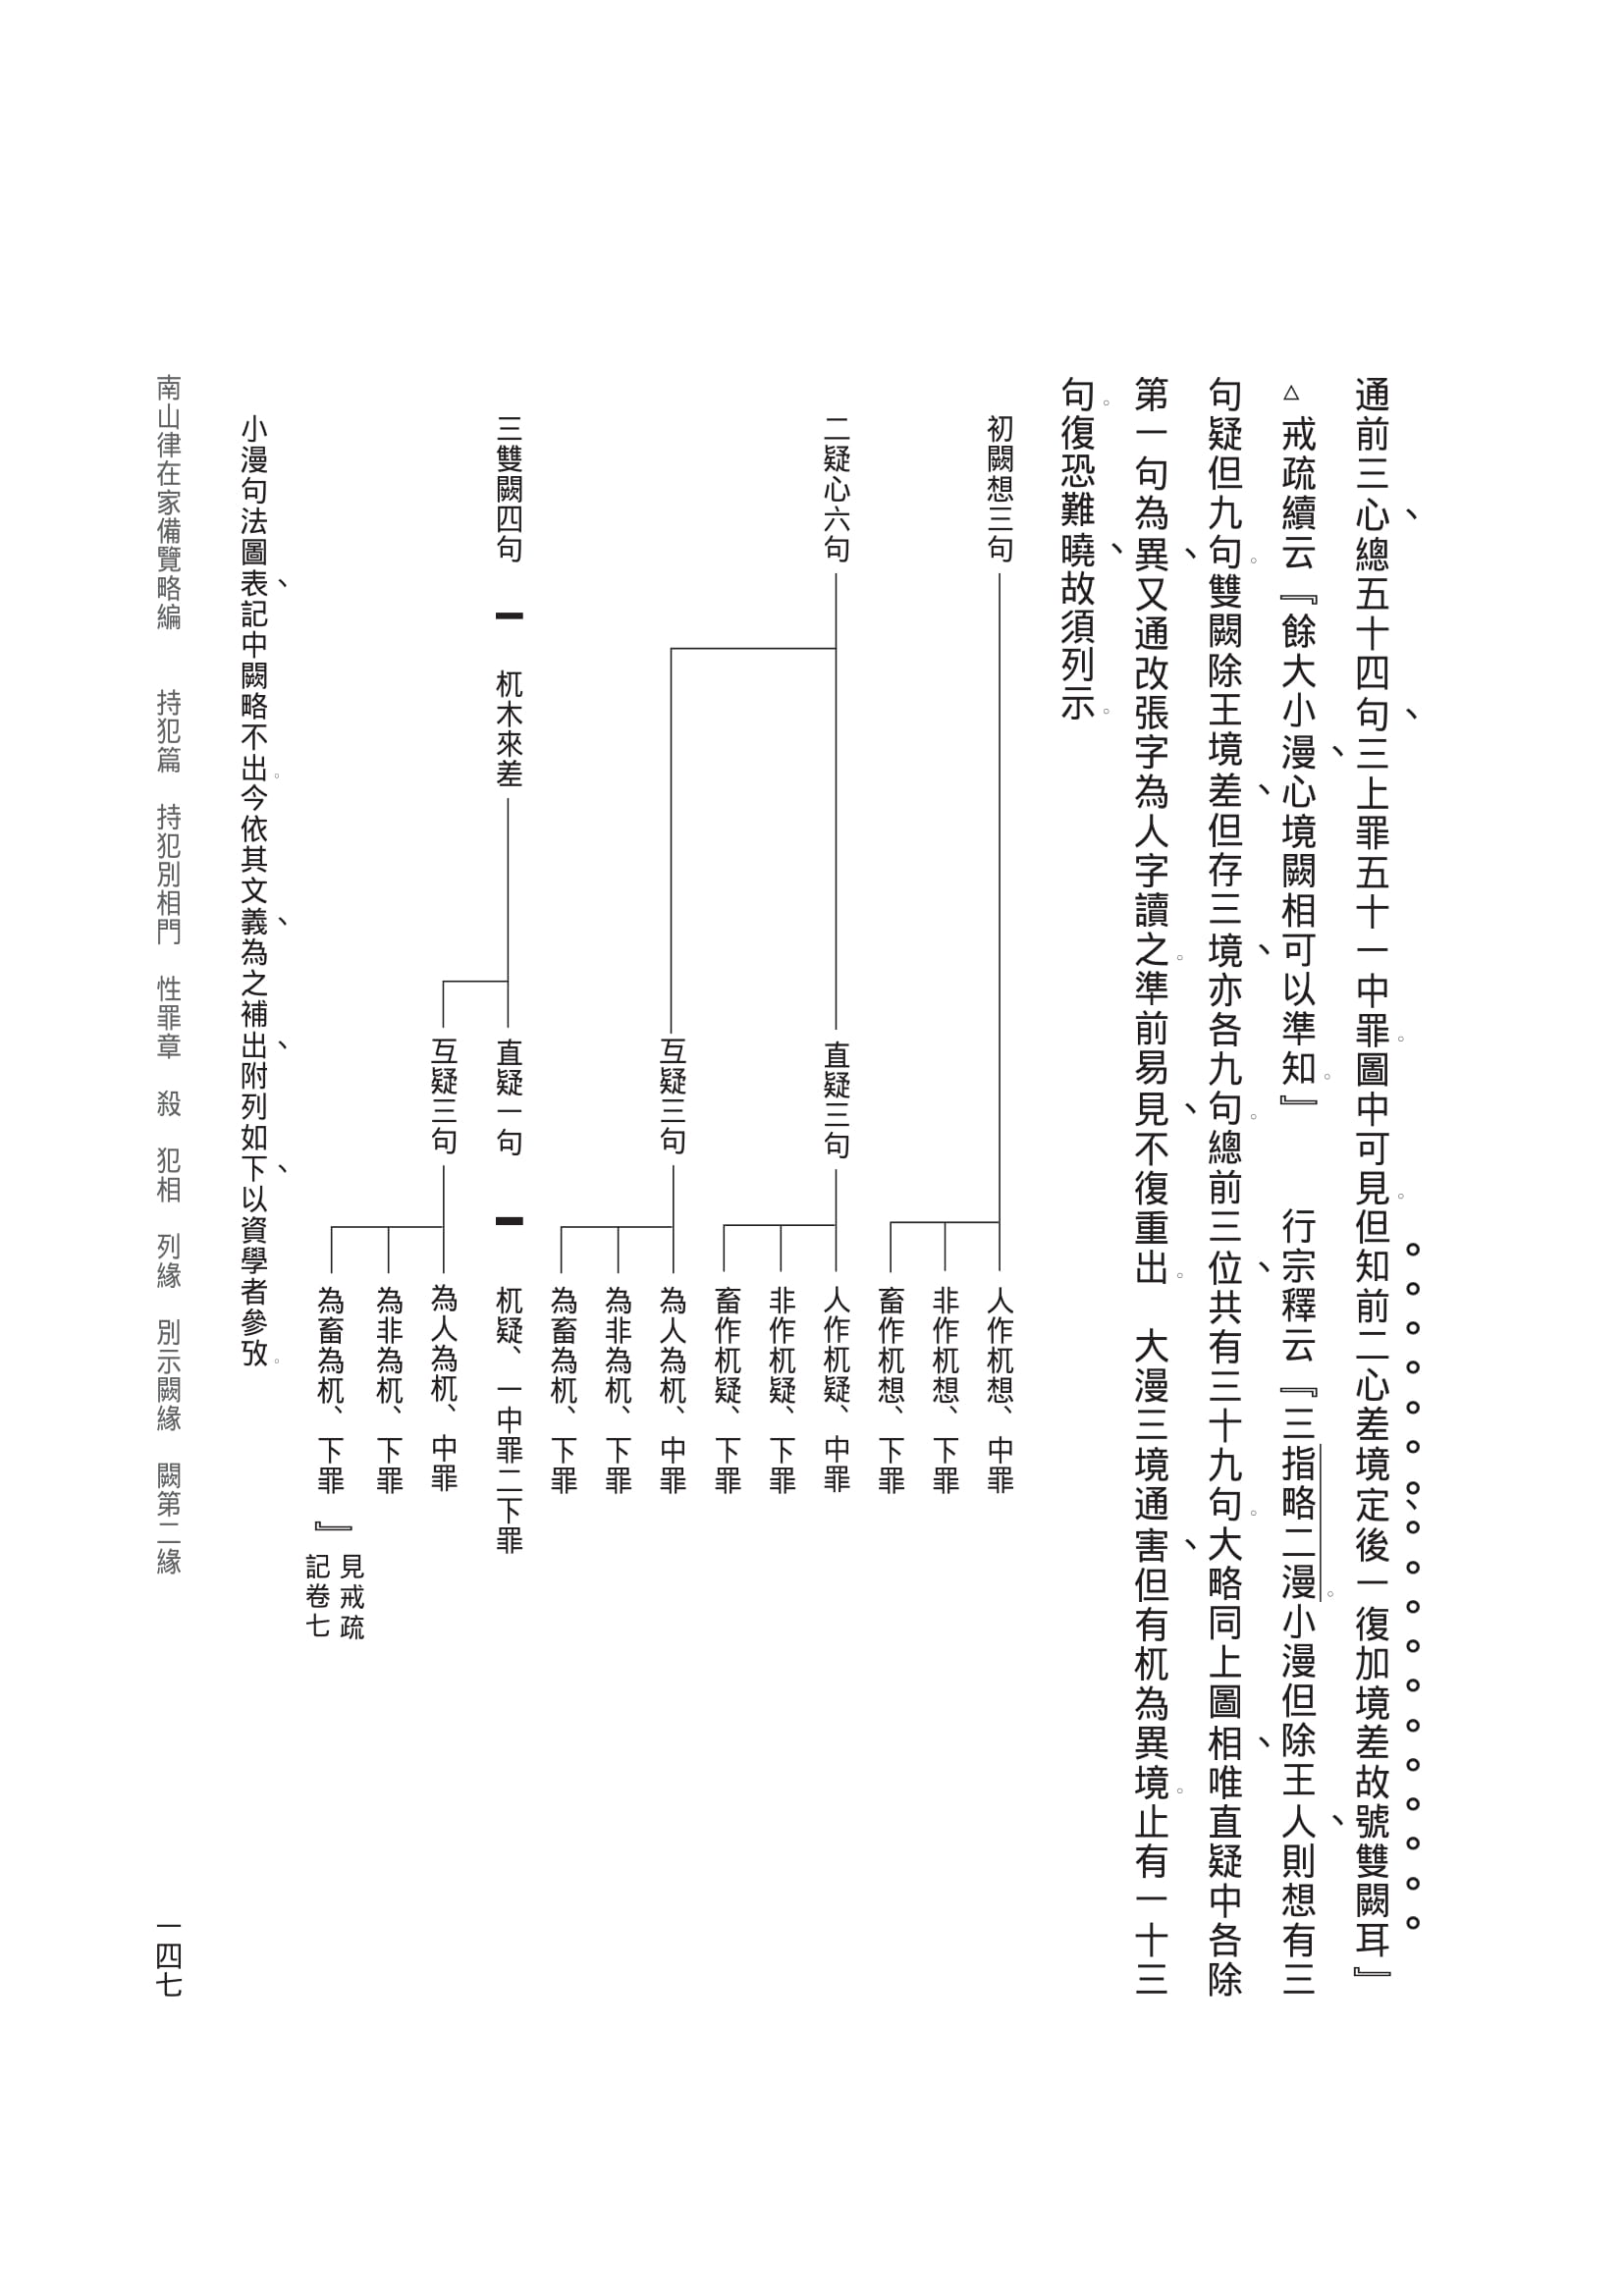 通前三心、總五十四句、三上罪五十一中罪。圖中可見。但知前二心差境定、後一復加境差故號雙闕耳』
△戒疏續云『餘大小漫、心境闕相可以準知。』　行宗釋云『三指略二漫。小漫但除王人、則想有三
句疑但九句。雙闕除王境差、但存三境、亦各九句。總前三位、共有三十九句。大略同上圖相、唯直疑中各除
第一句為異、又通改張字為人字讀之。準前易見、不復重出。　大漫三境通害、但有杌為異境。止有一十三
句。復恐難曉、故須列示。
初闕想三句
人作杌想、中罪
非作杌想、下罪
畜作杌想、下罪
二疑心六句
直疑三句
人作杌疑、中罪
非作杌疑、下罪
畜作杌疑、下罪
互疑三句
為人為杌、中罪
為非為杌、下罪
為畜為杌、下罪
三雙闕四句 ━ 杌木來差
直疑一句 ━ 杌疑、一中罪二下罪
互疑三句
為人為杌、中罪
為非為杌、下罪
為畜為杌、下罪』
見戒疏
記卷七
小漫句法圖表、記中闕略不出。今依其文義、為之補出、附列如下、以資學者參攷。
南山律在家備覽略編　持犯篇　持犯別相門　性罪章　殺　犯相　列緣　別示闕緣　闕第二緣
一四七